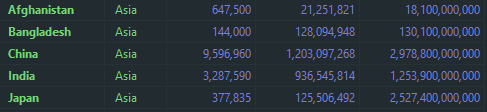 Afghanistan Asia 647,500 21,251,821 18,100,000,000
Bangladesh Asia 144,000 128,094,948 130,100,000,000
China Asia 9,596,960 1,203,097,268 2,978,800,000,000
India Asia 3,287,590 936,545,814 1,253,900,000,000
Japan Asia 377,835 125,506,492 2,527,400,000,000